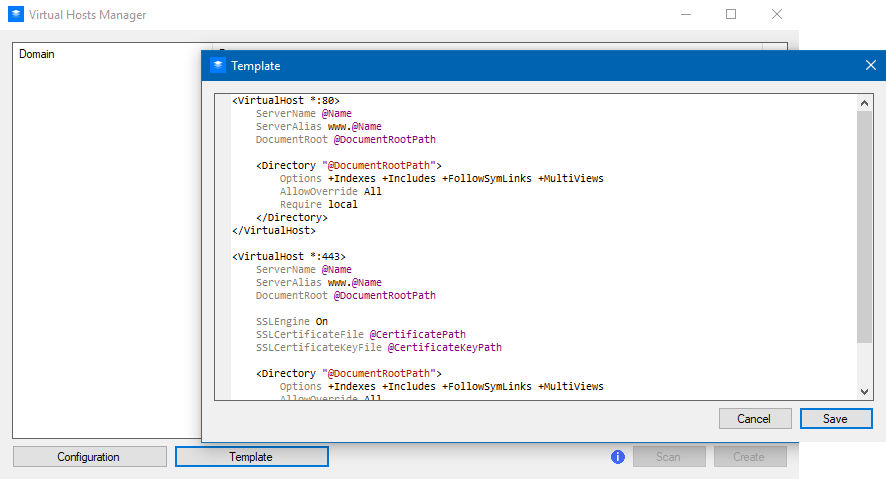 Virtual Hosts Manager
Domain
Template
<VirtualHost *:80>
ServerName @Name
ServerAlias www.@Name
DocumentRoot @DocumentRootPath
<Directory "@DocumentRootPath">
Options +Indexes +Includes +FollowSymLinks +MultiViews
AllowOverride All
Require local
</Directory>
</VirtualHost>
<VirtualHost *:443>
ServerName @Name
ServerAlias www.@Name
DocumentRoot @DocumentRootPath
SSLEngine On
SSLCertificateFile @CertificatePath
SSLCertificateKeyFile @CertificateKeyPath
<Directory "@DocumentRootPath">
Options +Indexes +Includes +FollowSymLinks +MultiViews
AllowOverride All
Cancel Save
Configuration Template Scan Create